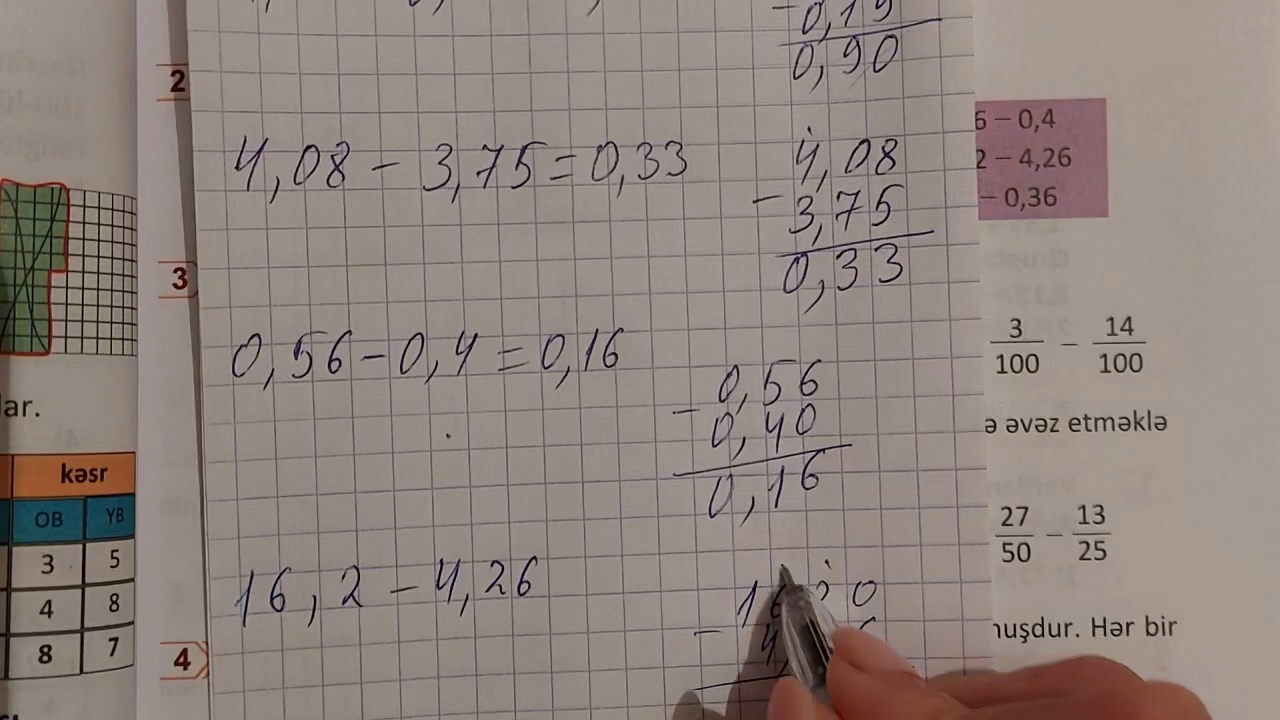 0,19
0,90
2
6 – 0,4
2 – 4,26
– 0,36
4,08 – 3,75 = 0,33
4,08
– 3,75
0,33
3
3/100 – 14/100
0,56 – 0,4 = 0,16
0,56
– 0,40
0,16
lar.
ə əvəz etməklə
kəsr
OB YB
3 5
4 8
8 7
27/50 – 13/25
16,2 – 4,26
nuşdur. Hər bir
4